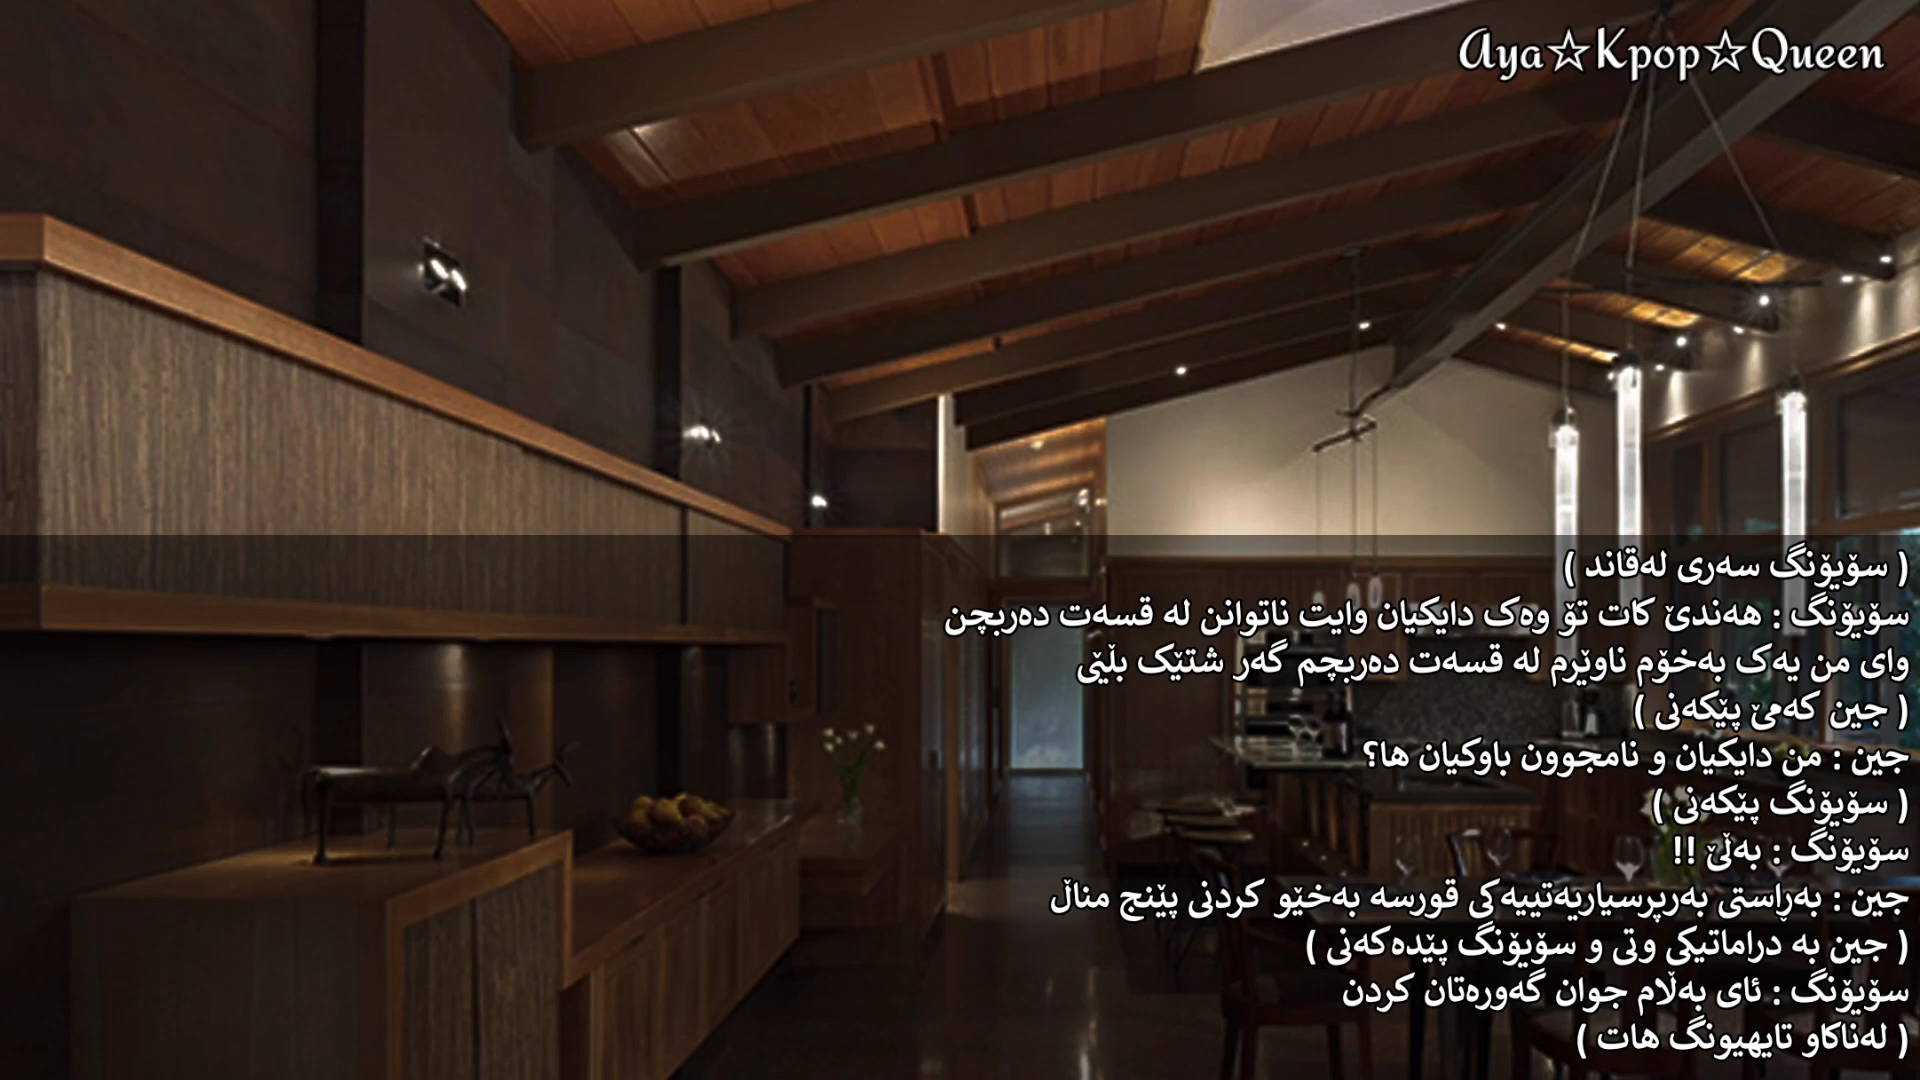 Aya☆Kpop☆Queen
( سۆیۆنگ سەری لەقاند )
سۆیۆنگ : هەندێ کات تۆ وەک دایکیان وایت ناتوانن لە قسەت دەربچن
وای من یەک بەخۆم ناوێرم لە قسەت دەربچم گەر شتێک بڵێی
( جین کەمێ پێکەنی )
جین : من دایکیان و نامجوون باوکیان ها؟
( سۆیۆنگ پێکەنی )
سۆیۆنگ : بەڵێ !!
جین : بەڕاستی بەرپرسیاریەتییەکی قورسە بەخێو کردنی پێنج مناڵ
( جین بە دراماتیکی وتی و سۆیۆنگ پێدەکەنی )
سۆیۆنگ : ئای بەڵام جوان گەورەتان کردن
( لەناکاو تایهیونگ هات )